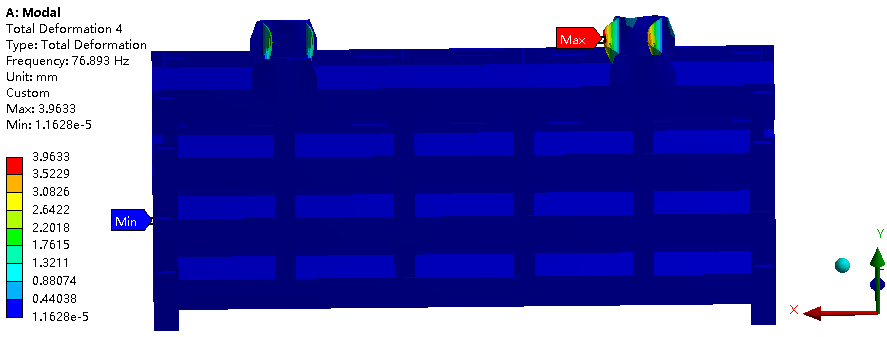 A: Modal
Total Deformation 4
Type: Total Deformation
Frequency: 76.893 Hz
Unit: mm
Custom
Max: 3.9633
Min: 1.1628e-5
3.9633
3.5229
3.0826
2.6422
2.2018
1.7615
1.3211
0.88074
0.44038
1.1628e-5
Max
Min
Y
X